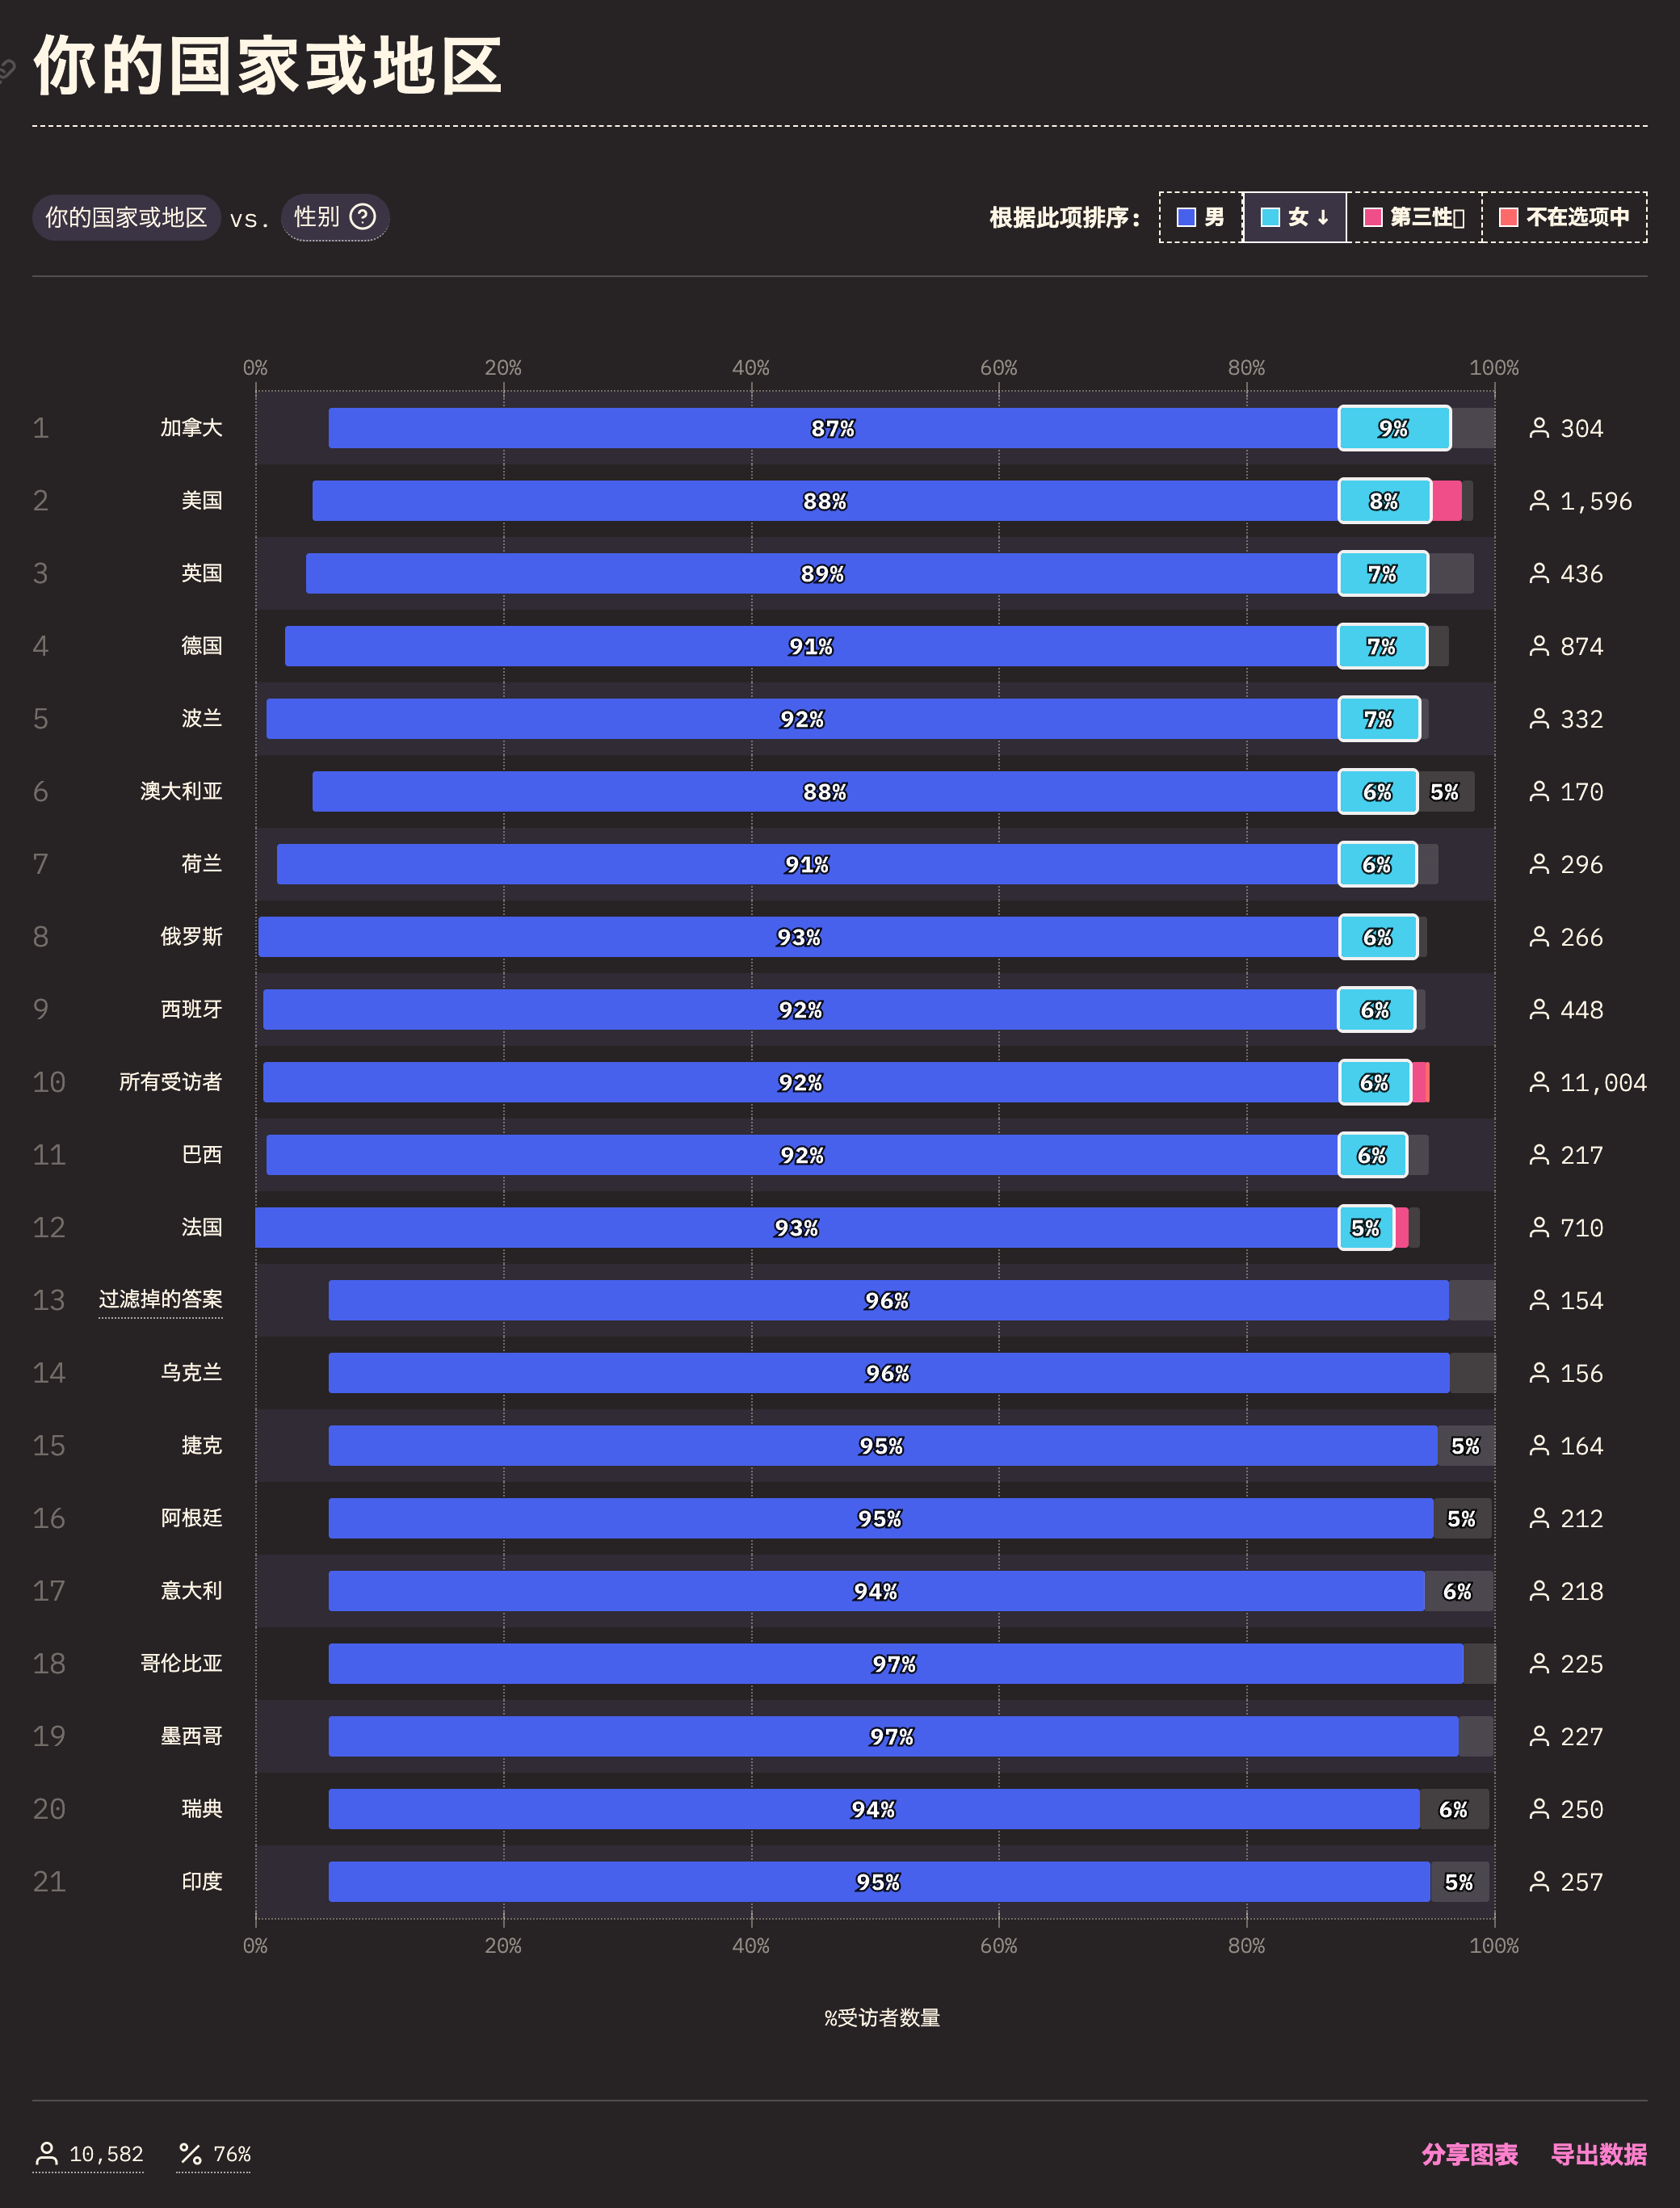 你的国家或地区
你的国家或地区 vs. 性别 ?
根据此项排序: 男 女 ↓ 第三性 不在选项中
0% 20% 40% 60% 80% 100%
1 加拿大 87% 9% 304
2 美国 88% 8% 1,596
3 英国 89% 7% 436
4 德国 91% 7% 874
5 波兰 92% 7% 332
6 澳大利亚 88% 6% 5% 170
7 荷兰 91% 6% 296
8 俄罗斯 93% 6% 266
9 西班牙 92% 6% 448
10 所有受访者 92% 6% 11,004
11 巴西 92% 6% 217
12 法国 93% 5% 710
13 过滤掉的答案 96% 154
14 乌克兰 96% 156
15 捷克 95% 5% 164
16 阿根廷 95% 5% 212
17 意大利 94% 6% 218
18 哥伦比亚 97% 225
19 墨西哥 97% 227
20 瑞典 94% 6% 250
21 印度 95% 5% 257
0% 20% 40% 60% 80% 100%
%受访者数量
10,582 % 76%
分享图表 导出数据